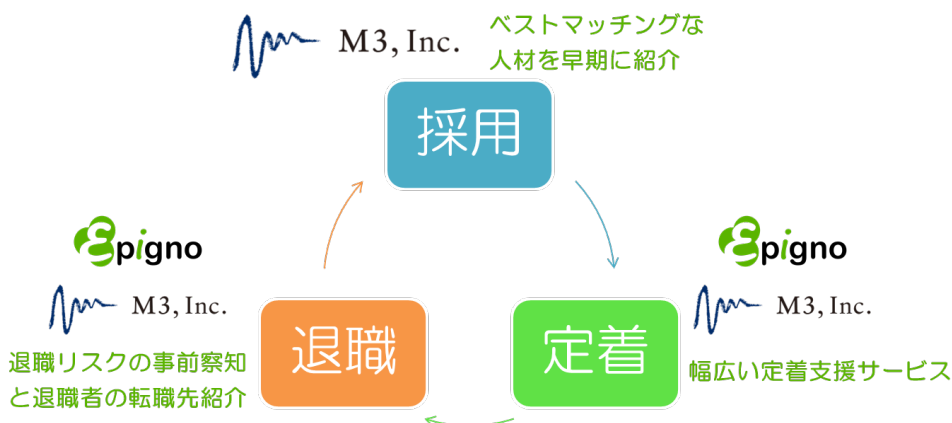 M3, Inc.
ベストマッチングな
人材を早期に紹介
採用
Epigno
M3, Inc.
退職リスクの事前察知
と退職者の転職先紹介
退職
定着
Epigno
M3, Inc.
幅広い定着支援サービス